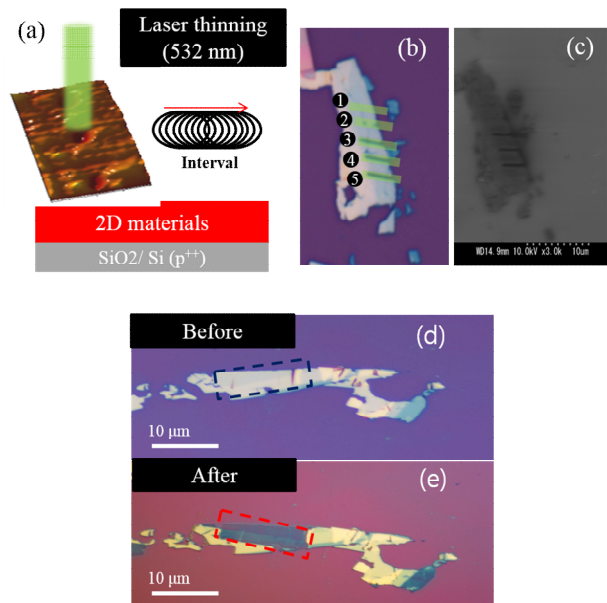 (a)
Laser thinning
(532 nm)
Interval
2D materials
SiO2/ Si (p++)
(b)
1
2
3
4
5
(c)
WD14.9mm 10.0kV x3.0k 10um
Before
(d)
10 μm
After
(e)
10 μm